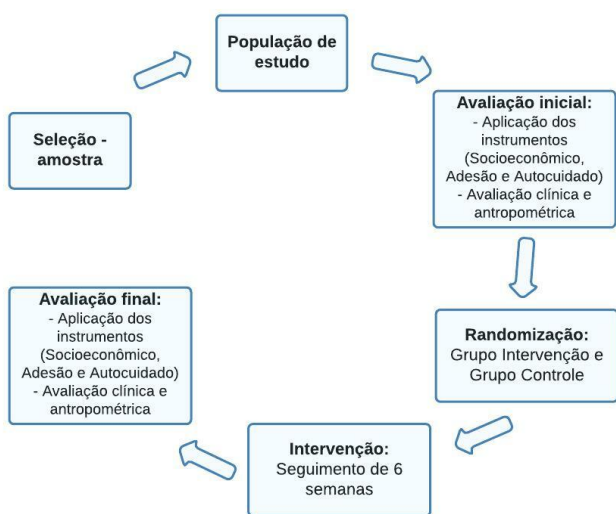 Seleção -
amostra
População de
estudo
Avaliação inicial:
- Aplicação dos
instrumentos
(Socioeconômico,
Adesão e Autocuidado)
- Avaliação clínica e
antropométrica
Randomização:
Grupo Intervenção e
Grupo Controle
Intervenção:
Seguimento de 6
semanas
Avaliação final:
- Aplicação dos
instrumentos
(Socioeconômico,
Adesão e Autocuidado)
- Avaliação clínica e
antropométrica